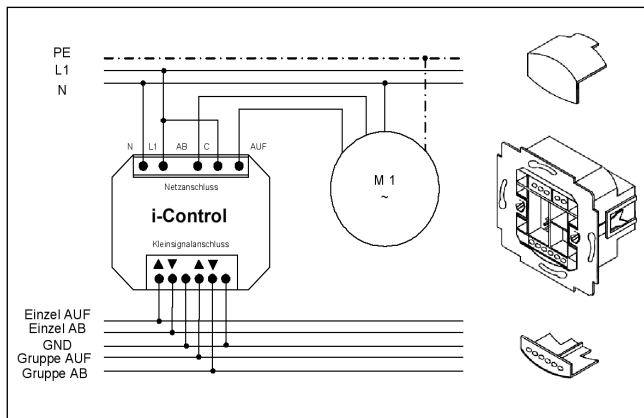 PE
L1
N
N L1 AB C AUF
Netzanschluss
M 1
~
i-Control
Kleinsignalanschluss
Einzel AUF
Einzel AB
GND
Gruppe AUF
Gruppe AB